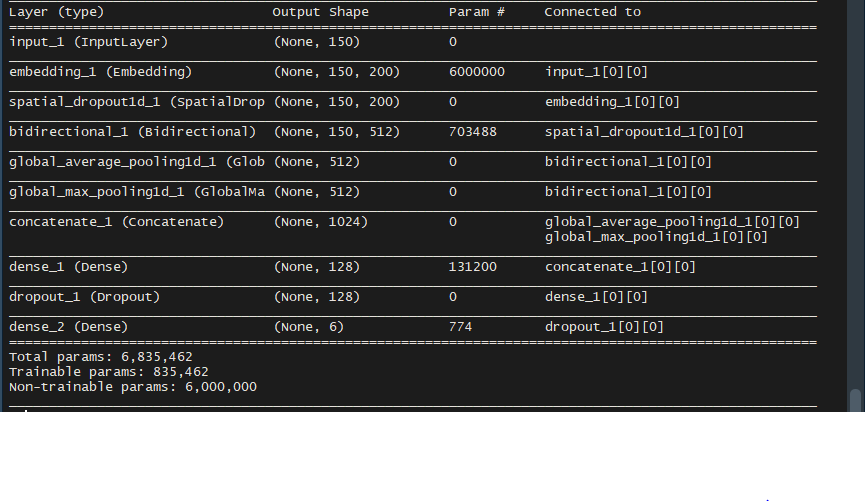 Layer (type) Output Shape Param # Connected to
input_1 (InputLayer) (None, 150) 0
embedding_1 (Embedding) (None, 150, 200) 6000000 input_1[0][0]
spatial_dropout1d_1 (SpatialDrop (None, 150, 200) 0 embedding_1[0][0]
bidirectional_1 (Bidirectional) (None, 150, 512) 703488 spatial_dropout1d_1[0][0]
global_average_pooling1d_1 (Glob (None, 512) 0 bidirectional_1[0][0]
global_max_pooling1d_1 (GlobalMa (None, 512) 0 bidirectional_1[0][0]
concatenate_1 (Concatenate) (None, 1024) 0 global_average_pooling1d_1[0][0]
global_max_pooling1d_1[0][0]
dense_1 (Dense) (None, 128) 131200 concatenate_1[0][0]
dropout_1 (Dropout) (None, 128) 0 dense_1[0][0]
dense_2 (Dense) (None, 6) 774 dropout_1[0][0]
Total params: 6,835,462
Trainable params: 835,462
Non-trainable params: 6,000,000